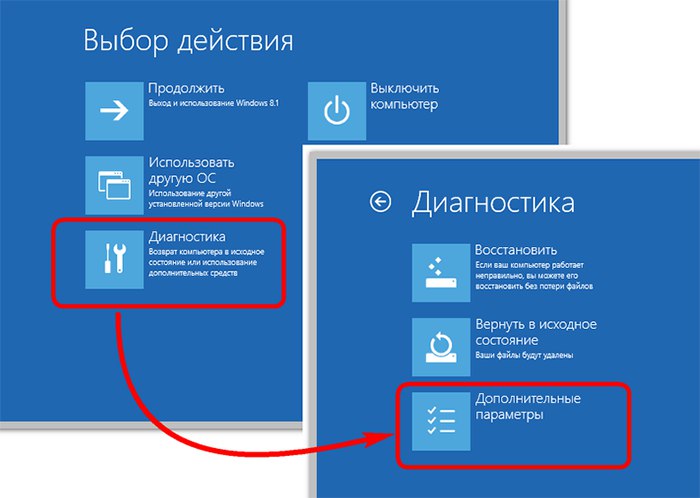 Выбор действия
Продолжить
Выход и использование Windows 8.1
Выключить
компьютер
Использовать
другую ОС
Использование другой
установленной версии Windows
Диагностика
Возврат компьютера в исходное
состояние или использование
дополнительных средств
Диагностика
Восстановить
Если ваш компьютер работает
неправильно, вы можете его
восстановить без потери файлов
Вернуть в исходное
состояние
Ваши файлы будут удалены
Дополнительные
параметры